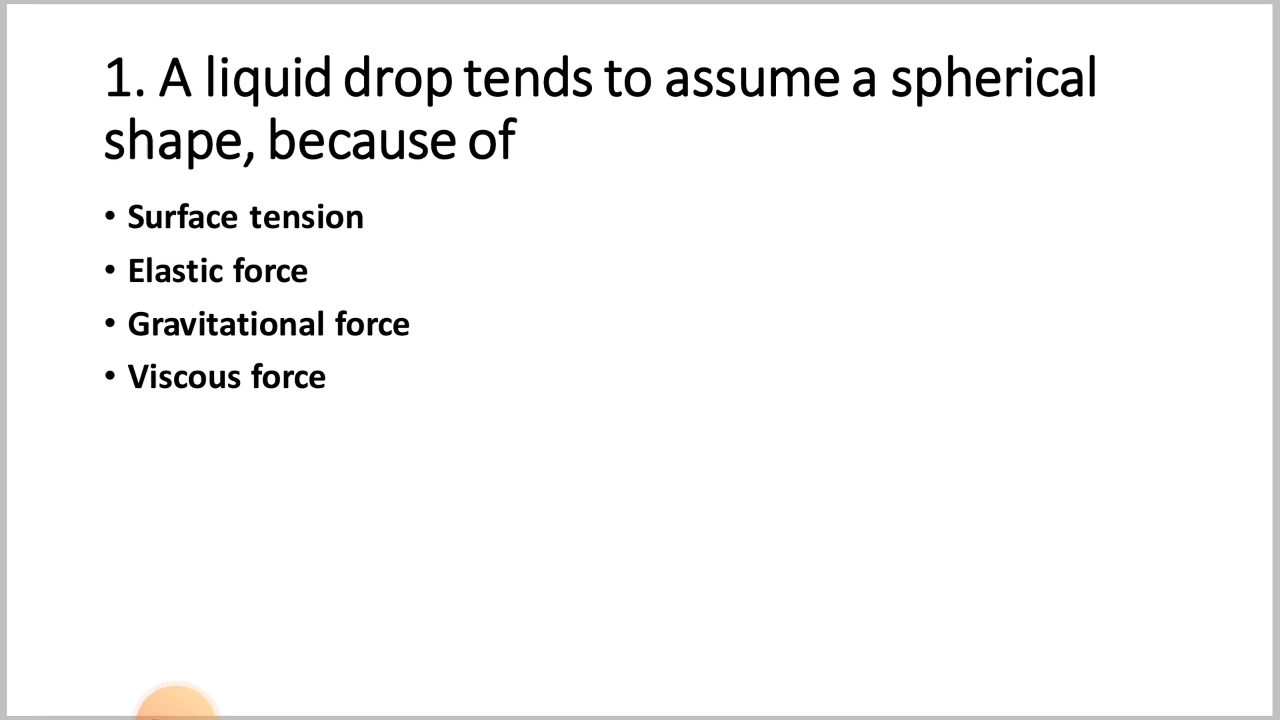 1. A liquid drop tends to assume a spherical
shape, because of
• Surface tension
• Elastic force
• Gravitational force
• Viscous force